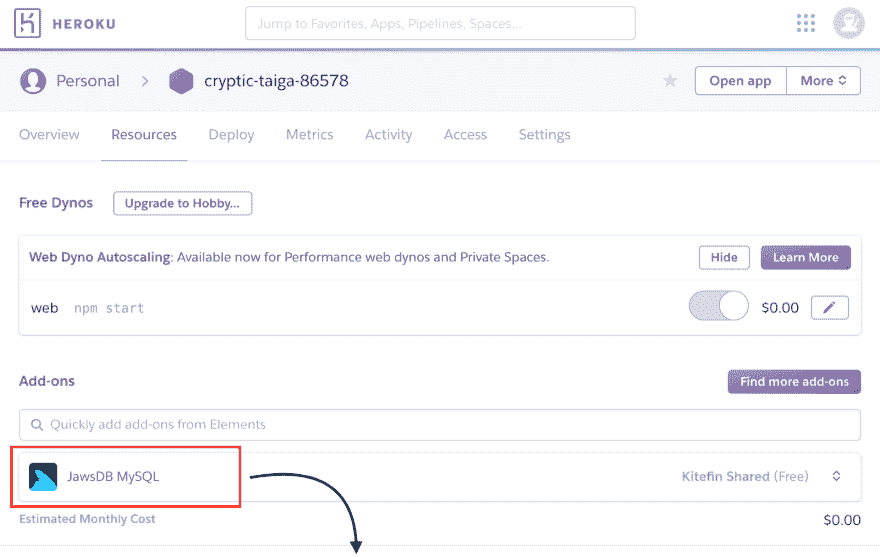 HEROKU
Jump to Favorites, Apps, Pipelines, Spaces...
Personal
cryptic-taiga-86578
Open app
More
Overview
Resources
Deploy
Metrics
Activity
Access
Settings
Free Dynos
Upgrade to Hobby...
Web Dyno Autoscaling: Available now for Performance web dynos and Private Spaces.
Hide
Learn More
web npm start
$0.00
Add-ons
Find more add-ons
Quickly add add-ons from Elements
JawsDB MySQL
Kitefin Shared (Free)
Estimated Monthly Cost
$0.00